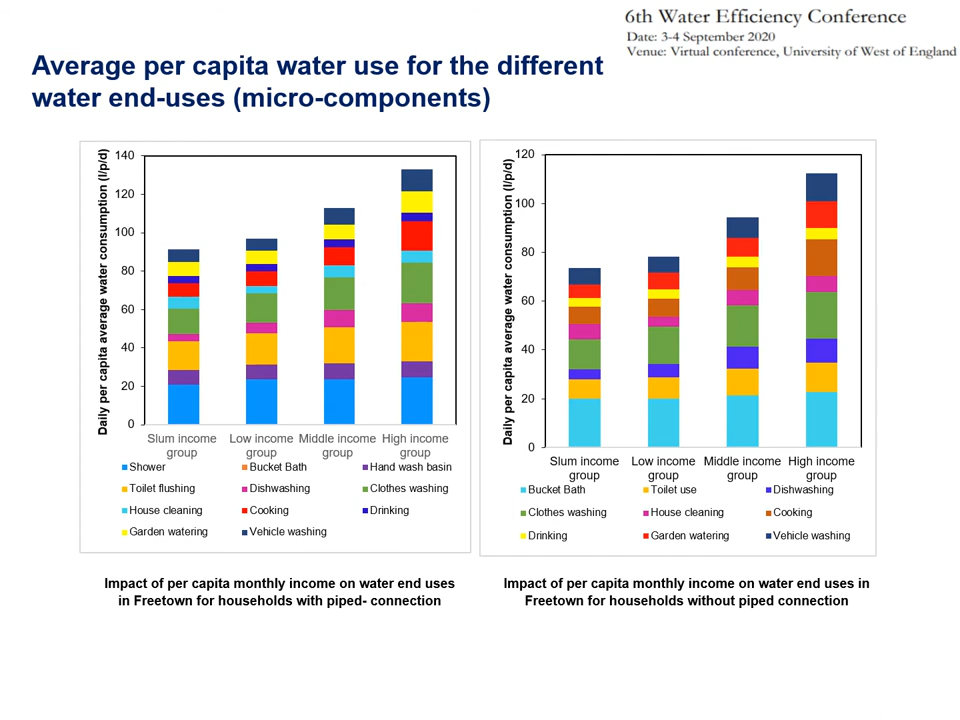 6th Water Efficiency Conference
Date: 3-4 September 2020
Venue: Virtual conference, University of West of England
Average per capita water use for the different
water end-uses (micro-components)
Daily per capita average water consumption (l/p/d)
140
120
100
80
60
40
20
0
Slum income group
Low income group
Middle income group
High income group
Shower
Bucket Bath
Hand wash basin
Toilet flushing
Dishwashing
Clothes washing
House cleaning
Cooking
Drinking
Garden watering
Vehicle washing
Impact of per capita monthly income on water end uses
in Freetown for households with piped- connection
Daily per capita average water consumption (l/p/d)
120
100
80
60
40
20
0
Slum income group
Low income group
Middle income group
High income group
Bucket Bath
Toilet use
Dishwashing
Clothes washing
House cleaning
Cooking
Drinking
Garden watering
Vehicle washing
Impact of per capita monthly income on water end uses in
Freetown for households without piped connection